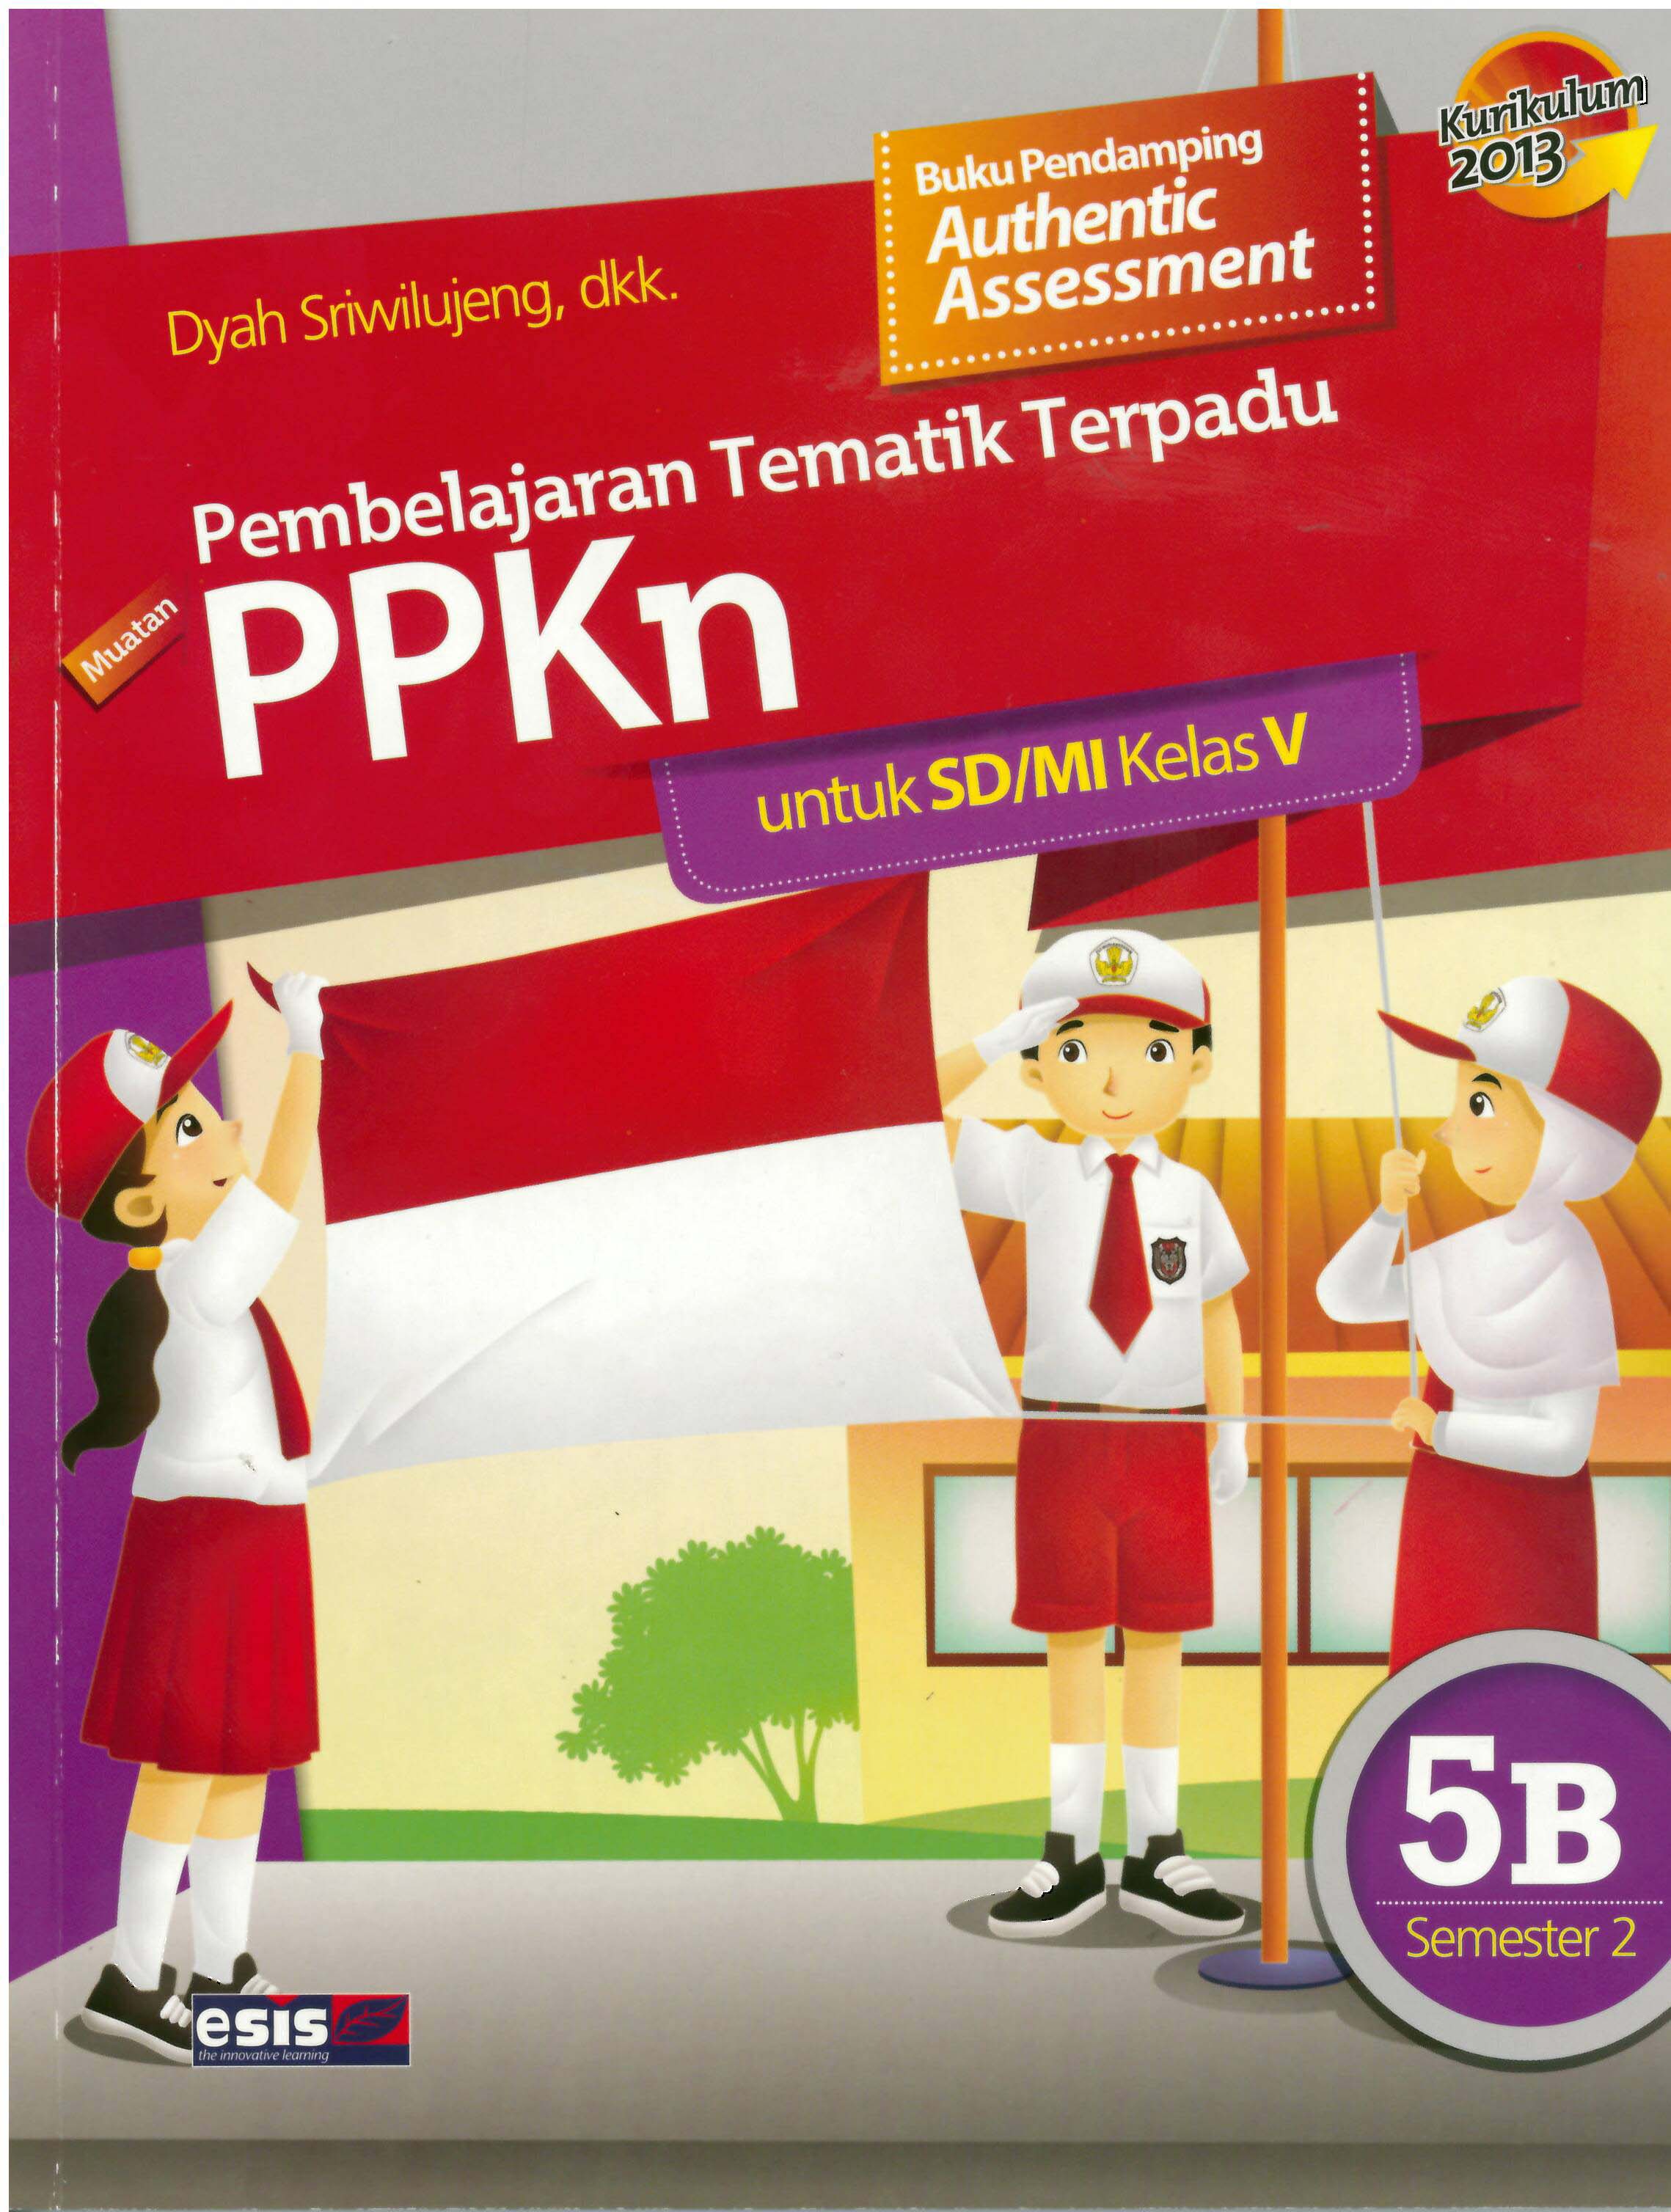 Kurikulum
2013
Buku Pendamping
Authentic
Assessment
Dyah Sriwilujeng, dkk.
Pembelajaran Tematik Terpadu
Muatan
PPKn
untuk SD/MI Kelas V
5B
Semester 2
esis
the innovative learning